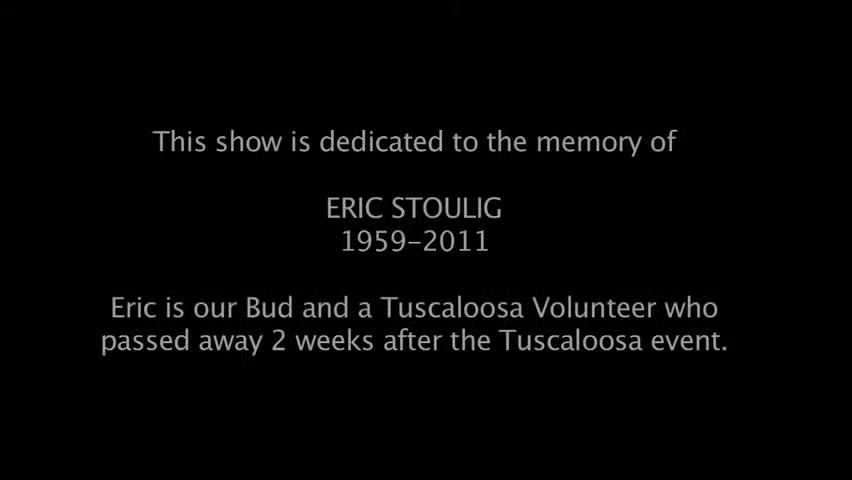 This show is dedicated to the memory of
ERIC STOULIG
1959-2011
Eric is our Bud and a Tuscaloosa Volunteer who
passed away 2 weeks after the Tuscaloosa event.